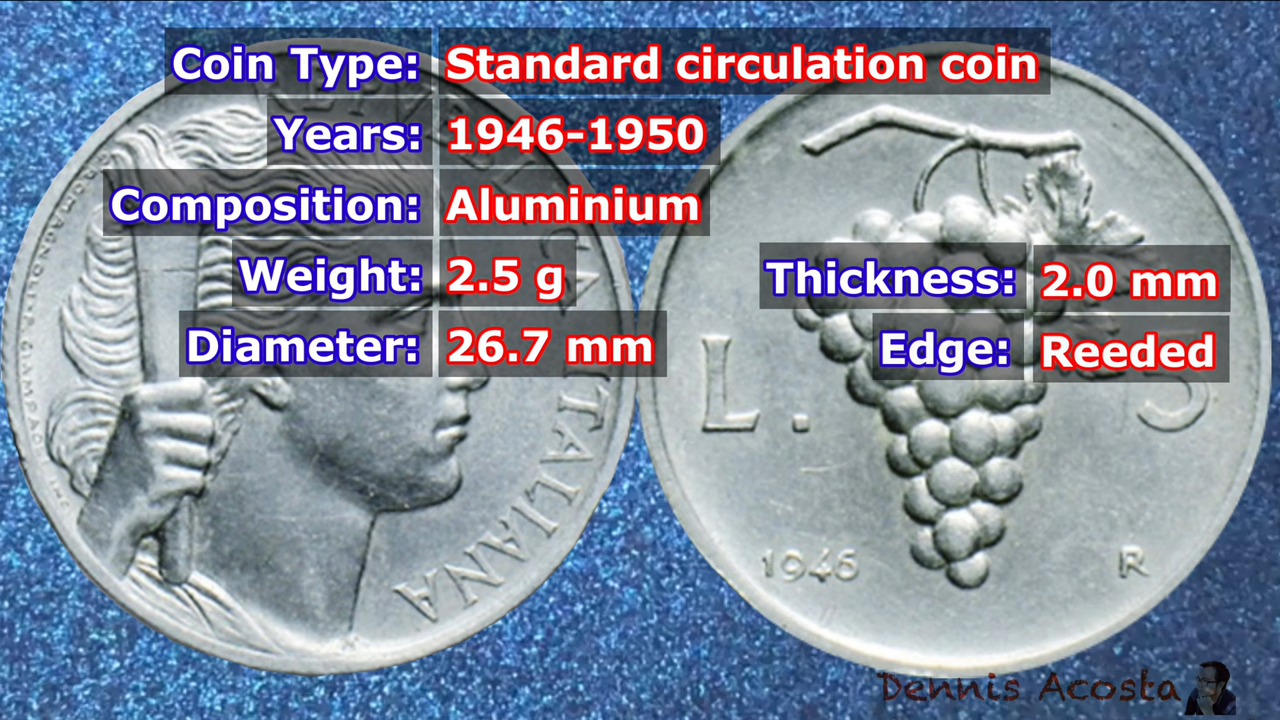 Coin Type: Standard circulation coin
Years: 1946-1950
Composition: Aluminium
Weight: 2.5 g
Diameter: 26.7 mm
Thickness: 2.0 mm
Edge: Reeded
ITALIANA
L. 5
1946 R
Dennis Acosta